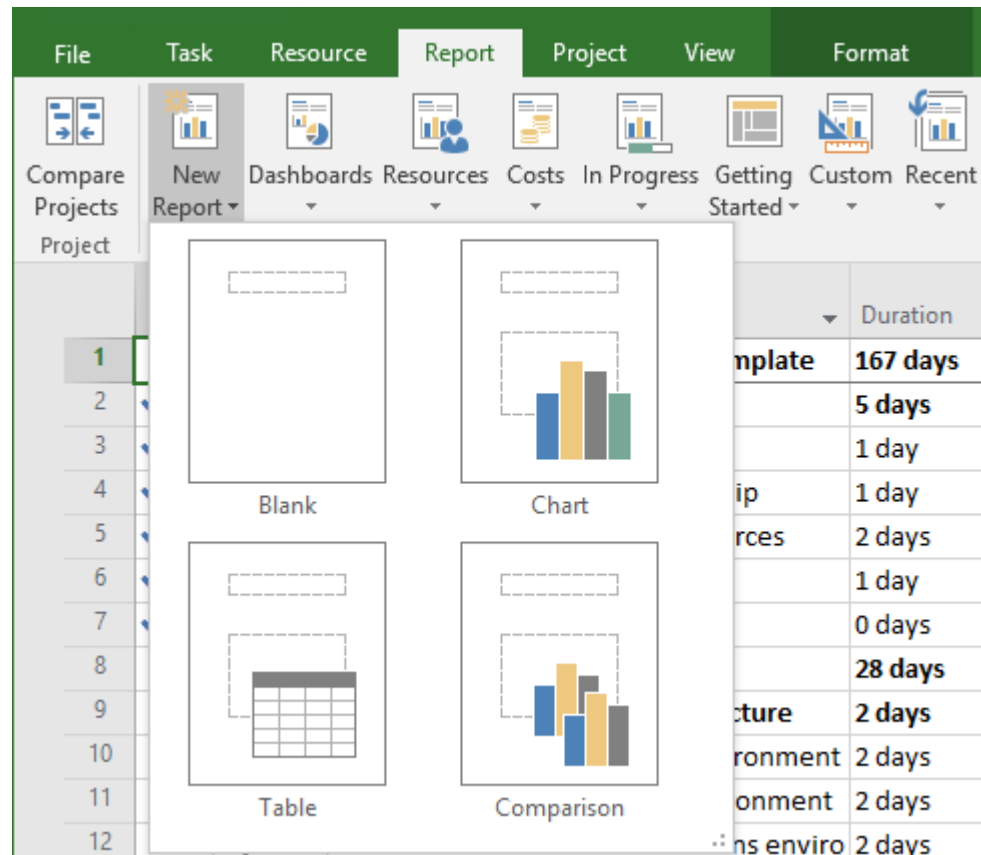 File Task Resource Report Project View Format
Compare Projects
New Report
Dashboards
Resources
Costs
In Progress
Getting Started
Custom
Recent
Project
Blank
Chart
Table
Comparison
Duration
1 mplate 167 days
2 5 days
3 1 day
4 ip 1 day
5 rces 2 days
6 1 day
7 0 days
8 28 days
9 cture 2 days
10 ronment 2 days
11 onment 2 days
12 ns enviro 2 days